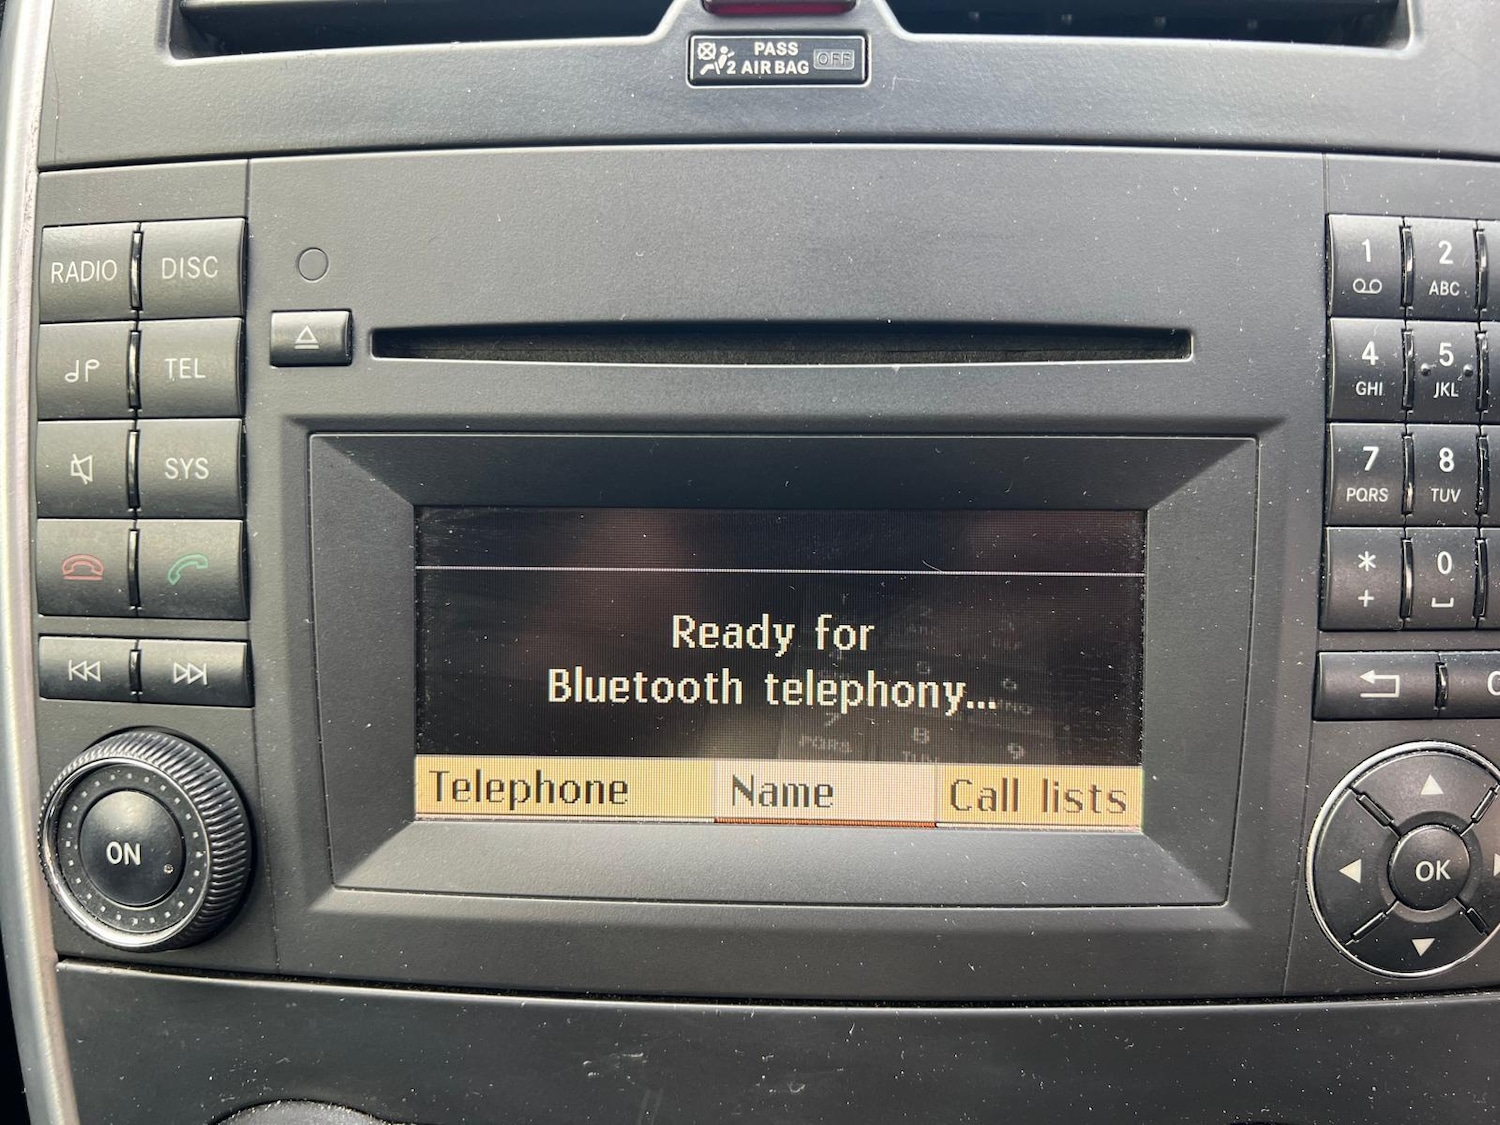 PASS
2 AIR BAG OFF
RADIO DISC
TEL
SYS
ON
Ready for
Bluetooth telephony...
Telephone Name Call lists
1 2
ABC
4 5
GHI JKL
7 8
PQRS TUV
* 0
+
OK